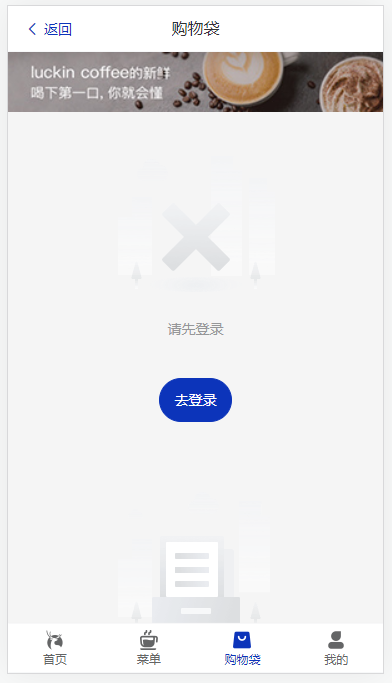 返回
购物袋
luckin coffee的新鲜
喝下第一口, 你就会懂
请先登录
去登录
首页
菜单
购物袋
我的